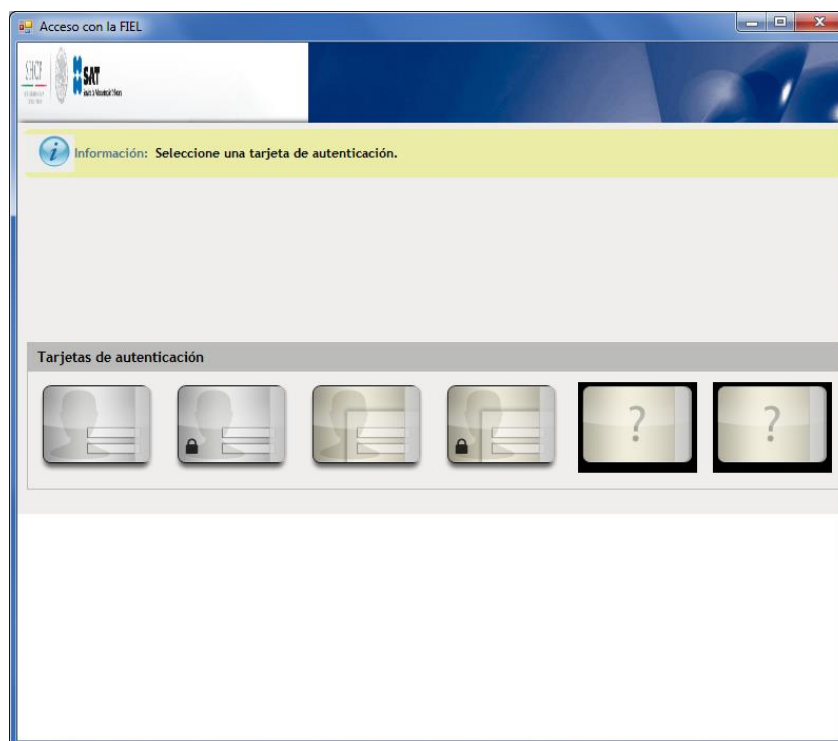 Acceso con la FIEL
SHCP
SAT
Información: Seleccione una tarjeta de autenticación.
Tarjetas de autenticación
?
?